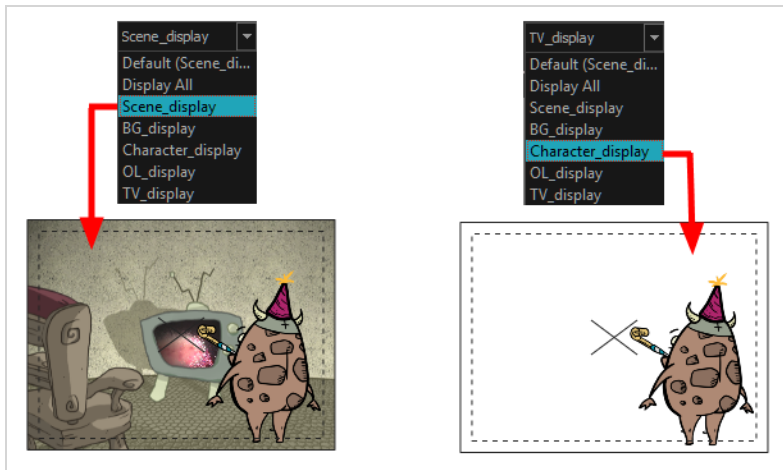 Scene_display
Default (Scene_di...
Display All
Scene_display
BG_display
Character_display
OL_display
TV_display
TV_display
Default (Scene_di...
Display All
Scene_display
BG_display
Character_display
OL_display
TV_display